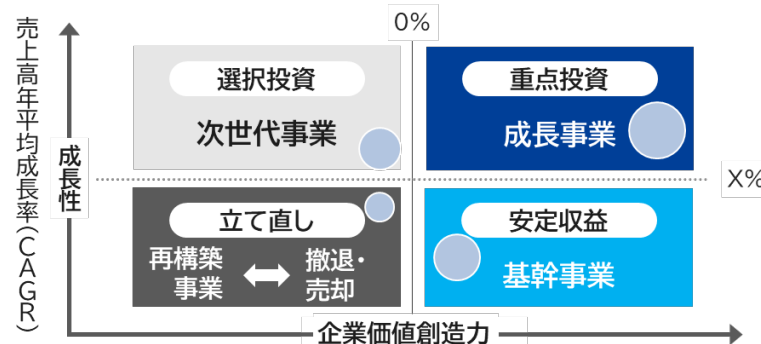 売上高年平均成長率(CAGR)
成長性
0%
選択投資
次世代事業
重点投資
成長事業
X%
立て直し
再構築
事業
撤退・
売却
安定収益
基幹事業
企業価値創造力